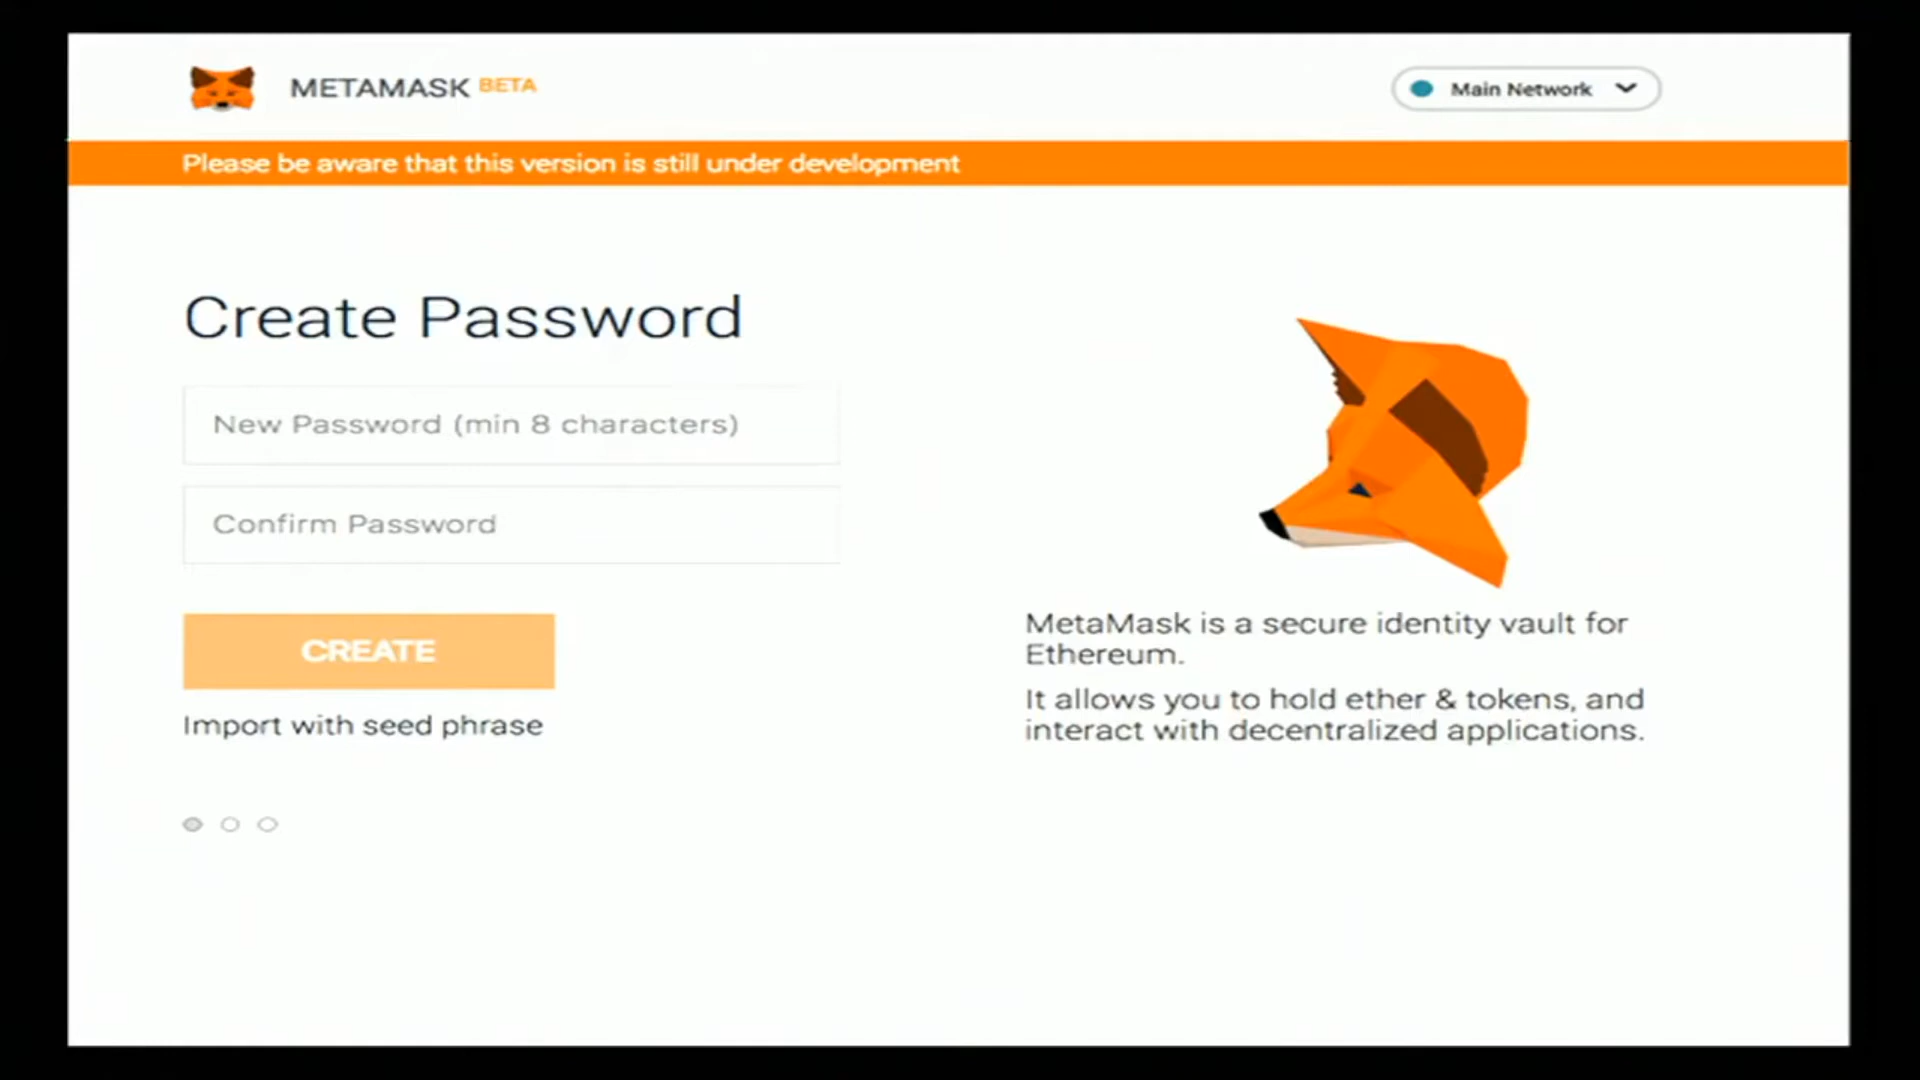 METAMASK BETA
Main Network
Please be aware that this version is still under development
Create Password
New Password (min 8 characters)
Confirm Password
CREATE
Import with seed phrase
MetaMask is a secure identity vault for
Ethereum.
It allows you to hold ether & tokens, and
interact with decentralized applications.